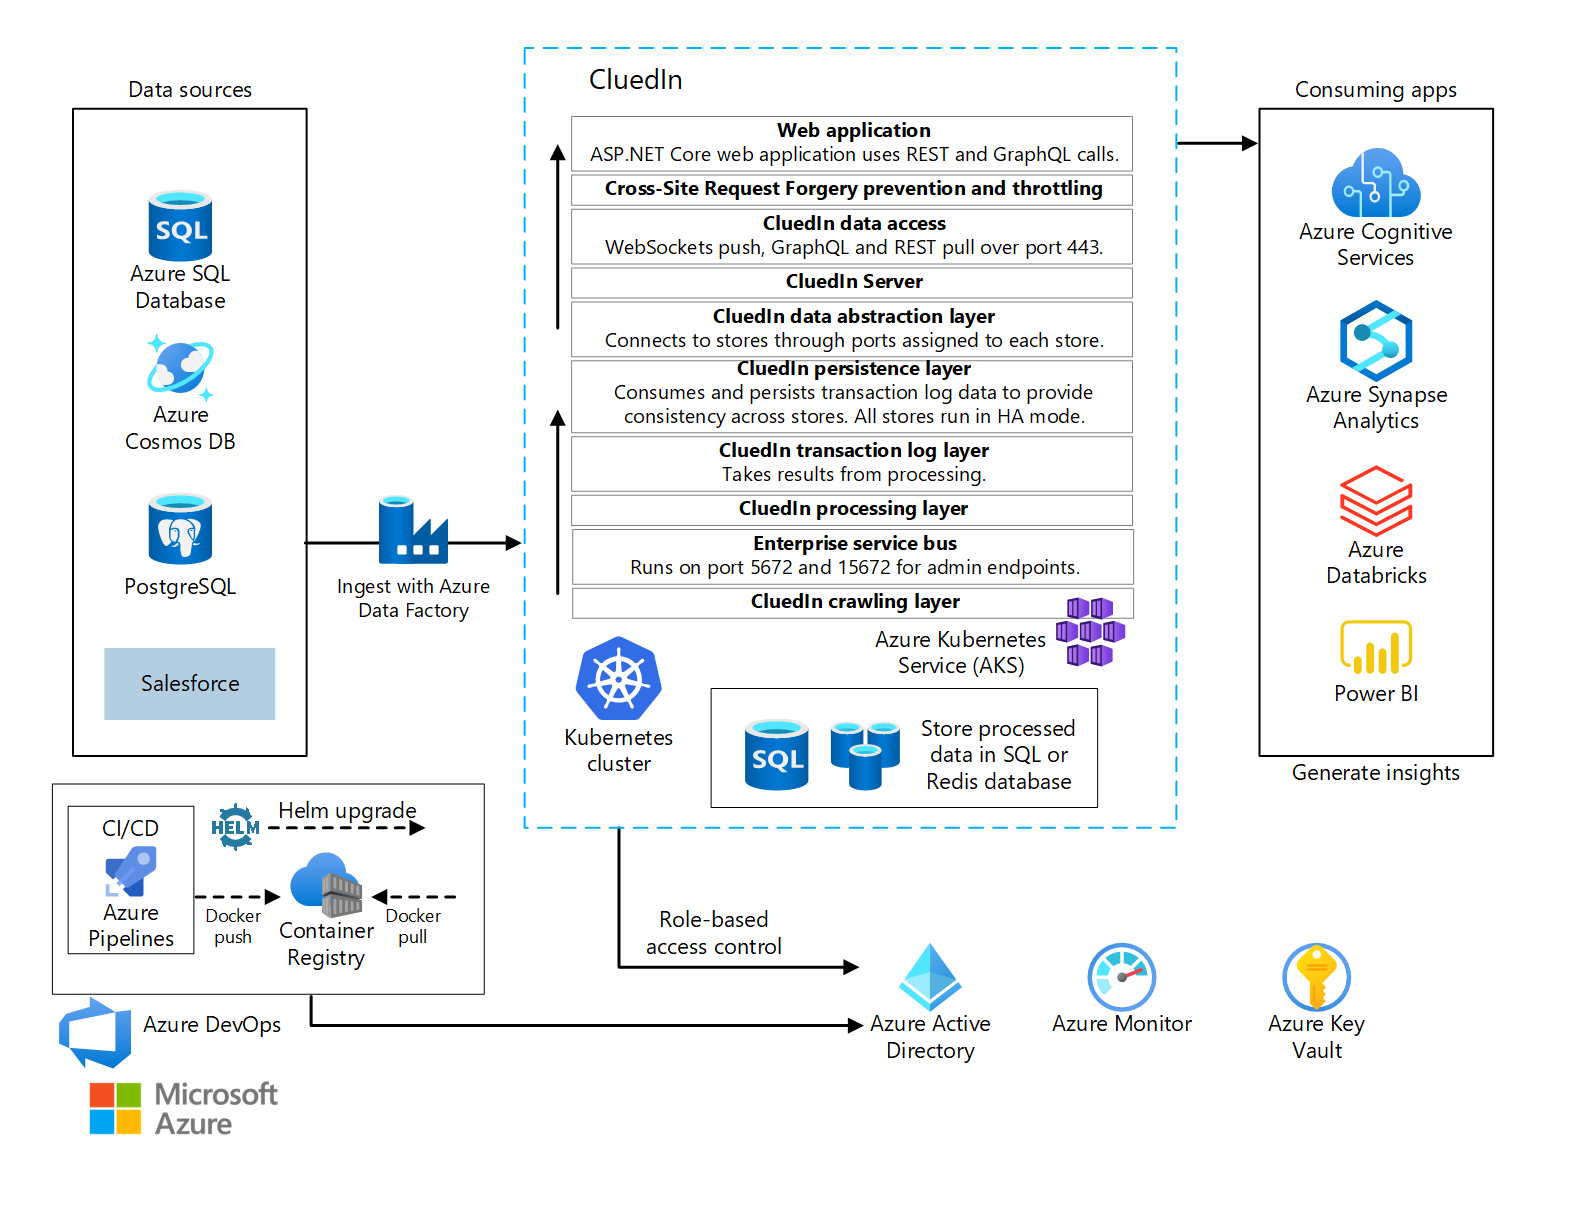 Data sources
SQL
Azure SQL
Database
Azure
Cosmos DB
PostgreSQL
Salesforce
Ingest with Azure
Data Factory
CluedIn
Web application
ASP.NET Core web application uses REST and GraphQL calls.
Cross-Site Request Forgery prevention and throttling
CluedIn data access
WebSockets push, GraphQL and REST pull over port 443.
CluedIn Server
CluedIn data abstraction layer
Connects to stores through ports assigned to each store.
CluedIn persistence layer
Consumes and persists transaction log data to provide
consistency across stores. All stores run in HA mode.
CluedIn transaction log layer
Takes results from processing.
CluedIn processing layer
Enterprise service bus
Runs on port 5672 and 15672 for admin endpoints.
CluedIn crawling layer
Azure Kubernetes
Service (AKS)
Kubernetes
cluster
SQL
Store processed
data in SQL or
Redis database
Consuming apps
Azure Cognitive
Services
Azure Synapse
Analytics
Azure
Databricks
Power BI
Generate insights
CI/CD
Azure
Pipelines
HELM
Helm upgrade
Docker
push
Container
Registry
Docker
pull
Azure DevOps
Role-based
access control
Azure Active
Directory
Azure Monitor
Azure Key
Vault
Microsoft
Azure